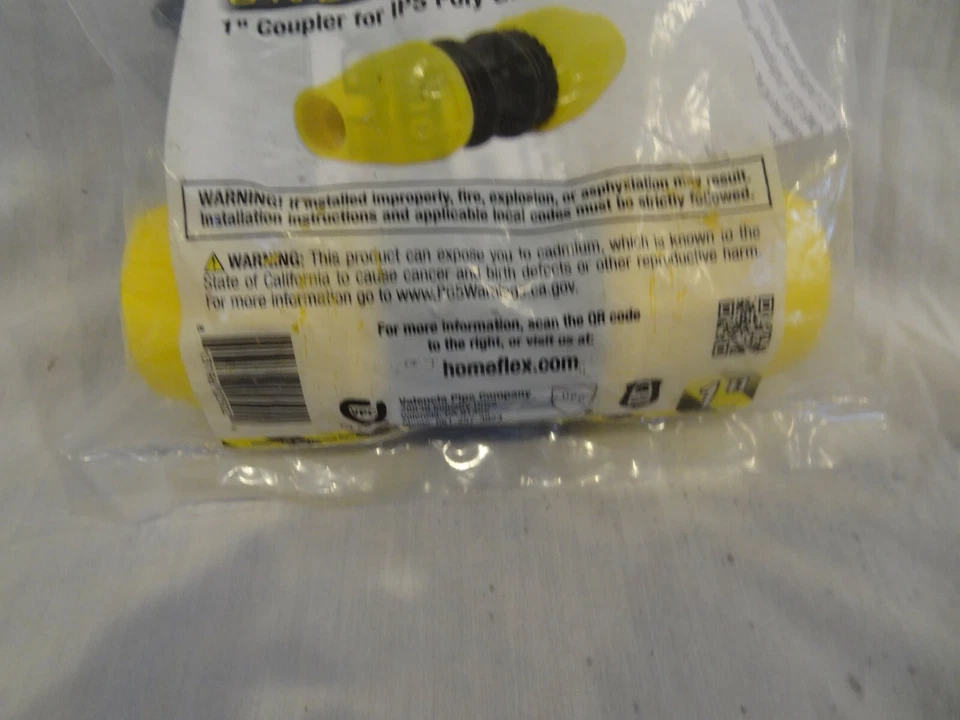 1" Coupler for IPS Poly
WARNING: If installed improperly, fire, explosion, or asphyxiation may result.
Installation instructions and applicable local codes must be strictly followed.
WARNING: This product can expose you to cadmium, which is known to the
State of California to cause cancer and birth defects or other reproductive harm.
For more information go to www.P65Warnings.ca.gov.
For more information, scan the QR code
to the right, or visit us at:
homeflex.com
Valencia Pipe Company
VPC
UPC
1"